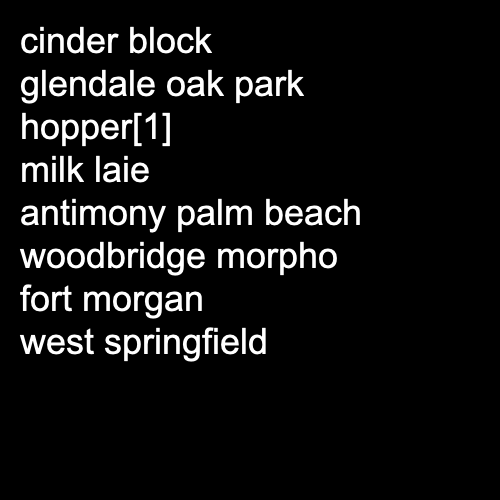 cinder block
glendale oak park
hopper[1]
milk laie
antimony palm beach
woodbridge morpho
fort morgan
west springfield